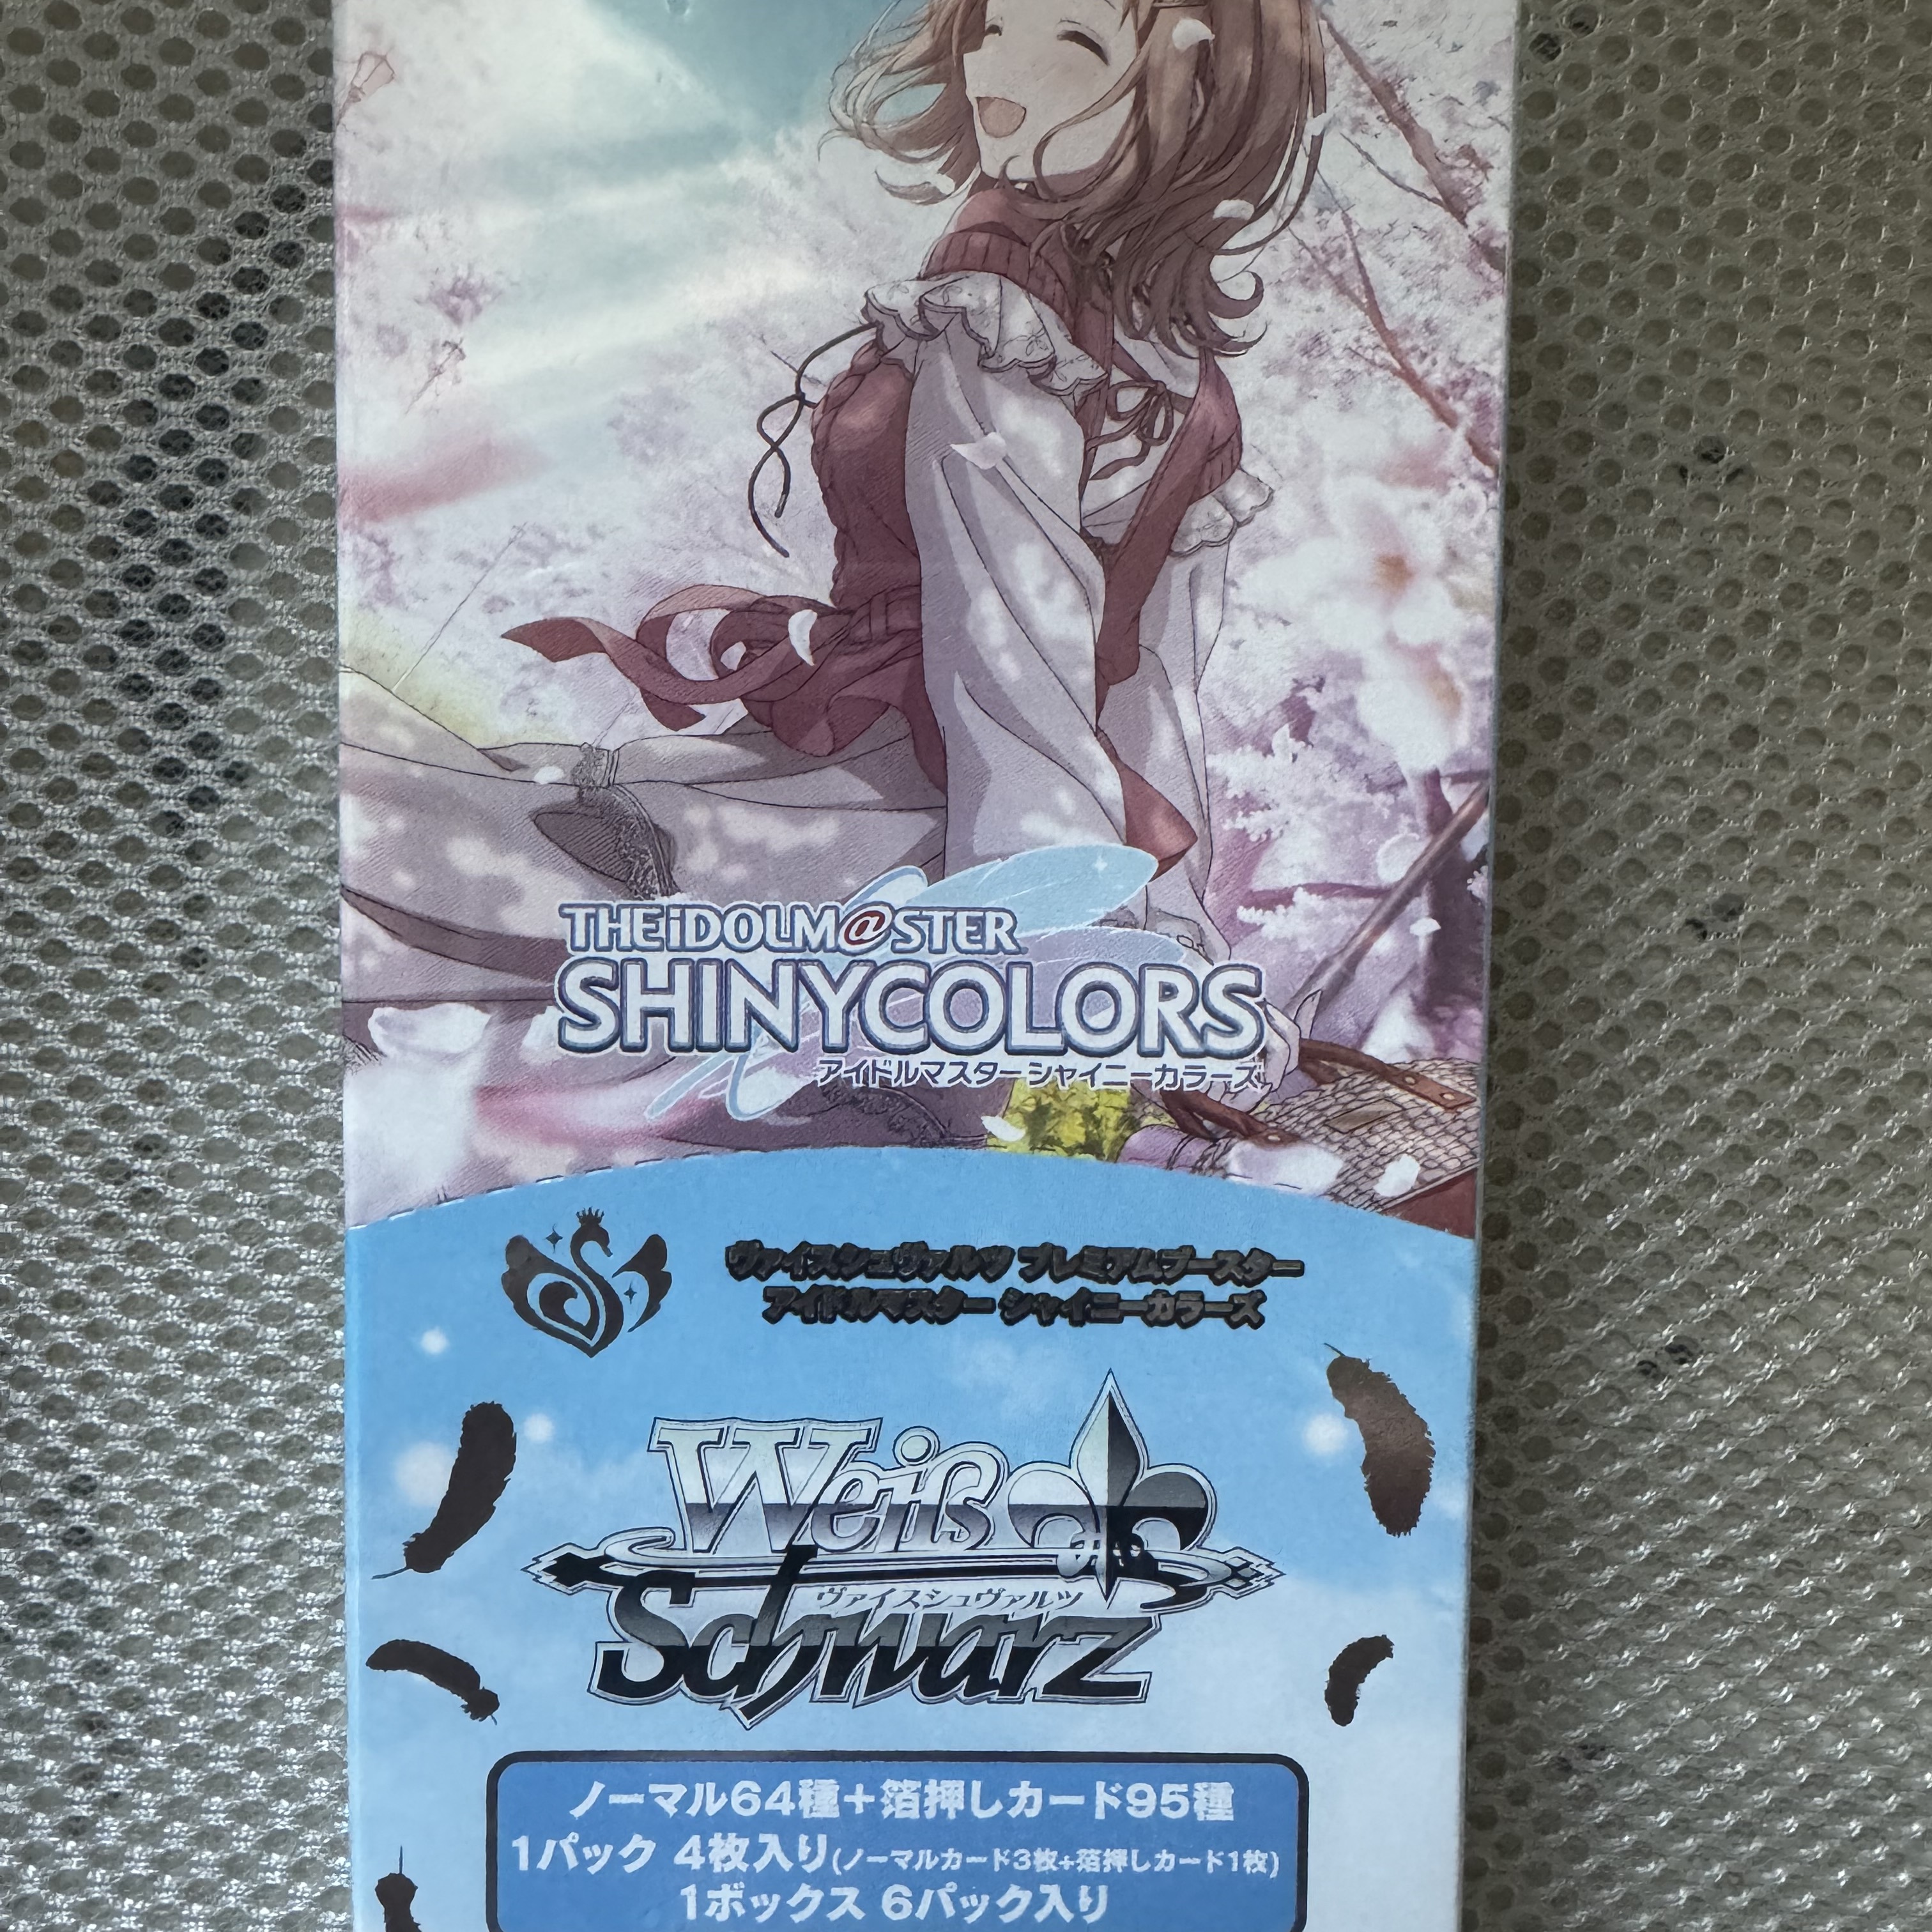 THE iDOLM@STER
SHINYCOLORS
アイドルマスター シャイニーカラーズ
ヴァイスシュヴァルツ プレミアムブースター
アイドルマスター シャイニーカラーズ
Weiß
ヴァイスシュヴァルツ
Schwarz
ノーマル64種+箔押しカード95種
1パック 4枚入り(ノーマルカード3枚+箔押しカード1枚)
1ボックス 6パック入り